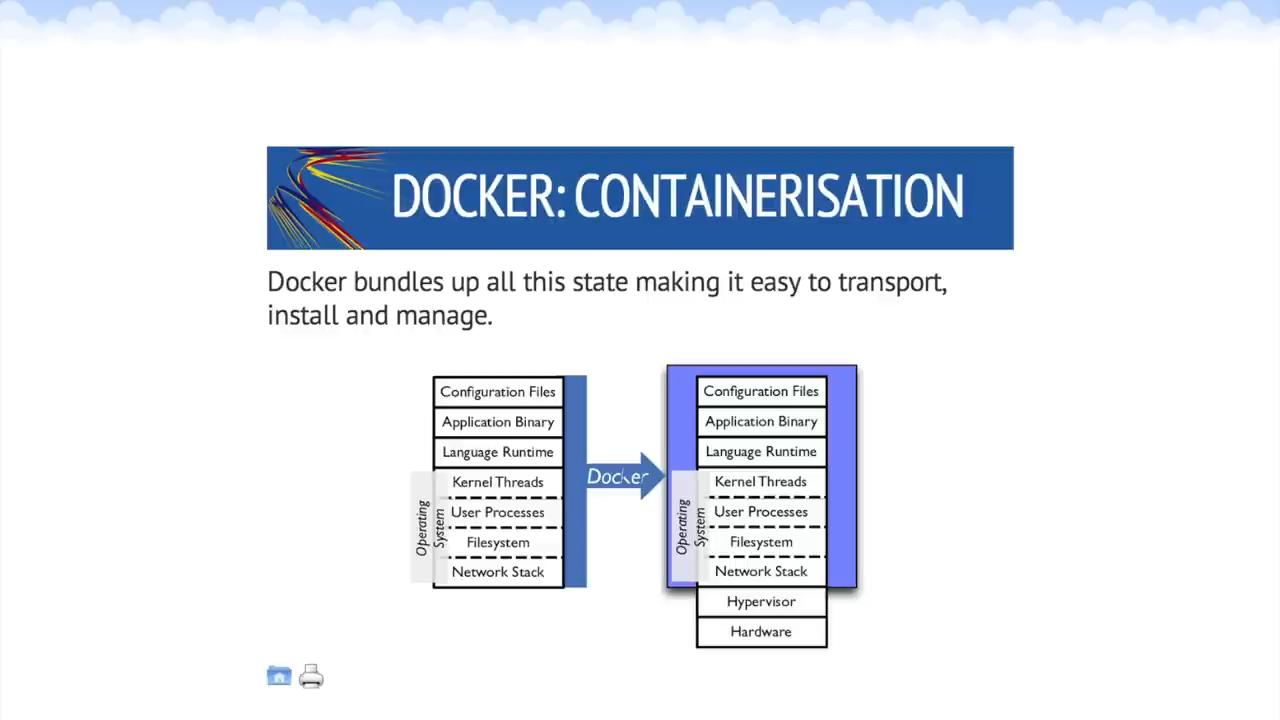 DOCKER: CONTAINERISATION
Docker bundles up all this state making it easy to transport,
install and manage.
Configuration Files
Application Binary
Language Runtime
Kernel Threads
User Processes
Filesystem
Network Stack
Operating
System
Docker
Configuration Files
Application Binary
Language Runtime
Kernel Threads
User Processes
Filesystem
Network Stack
Hypervisor
Hardware
Operating
System